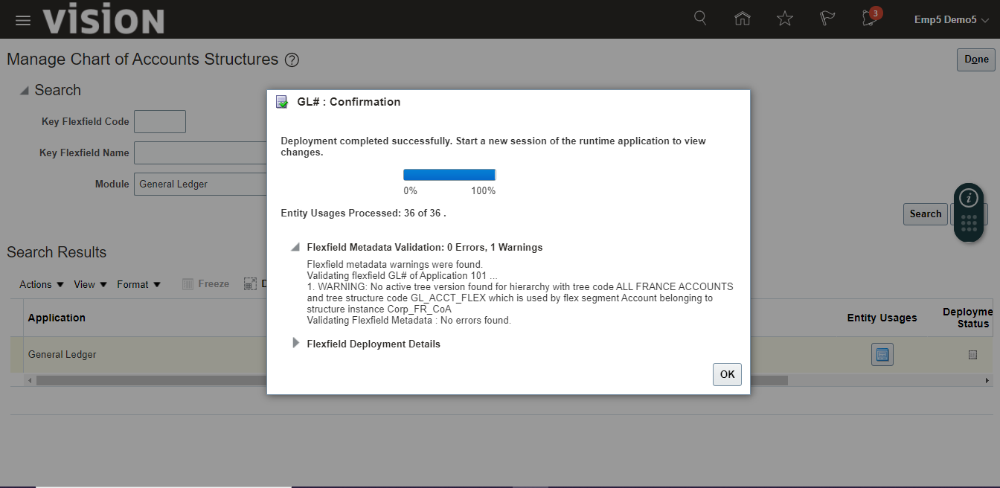 vision
3
Emp5 Demo5
Manage Chart of Accounts Structures ?
Done
Search
Key Flexfield Code
Key Flexfield Name
Module General Ledger
Search
Search Results
Actions View Format Freeze D
Application
Entity Usages
Deployme
Status
General Ledger
GL# : Confirmation
Deployment completed successfully. Start a new session of the runtime application to view
changes.
0% 100%
Entity Usages Processed: 36 of 36 .
Flexfield Metadata Validation: 0 Errors, 1 Warnings
Flexfield metadata warnings were found.
Validating flexfield GL# of Application 101 ...
1. WARNING: No active tree version found for hierarchy with tree code ALL FRANCE ACCOUNTS
and tree structure code GL_ACCT_FLEX which is used by flex segment Account belonging to
structure instance Corp_FR_CoA
Validating Flexfield Metadata : No errors found.
Flexfield Deployment Details
OK